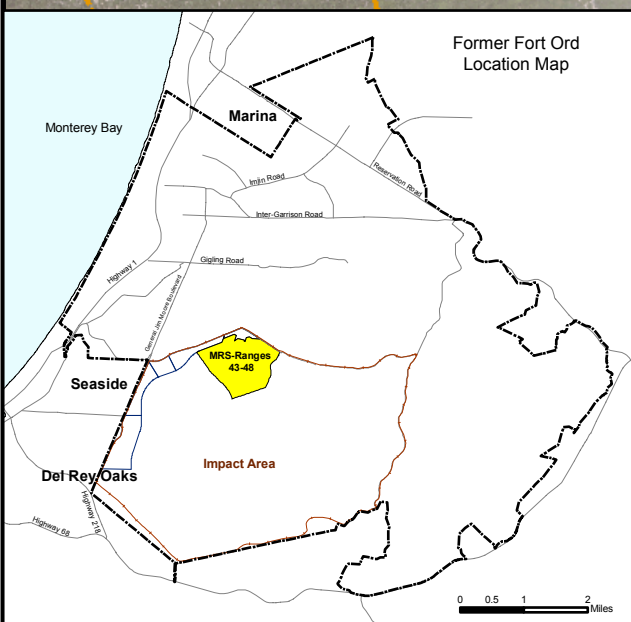 Former Fort Ord
Location Map
Marina
Monterey Bay
Imjin Road
Reservation Road
Inter-Garrison Road
Gigling Road
Highway 1
General Jim Moore Boulevard
MRS-Ranges
43-48
Seaside
Impact Area
Del Rey Oaks
Highway 218
Highway 68
0 0.5 1 2
Miles